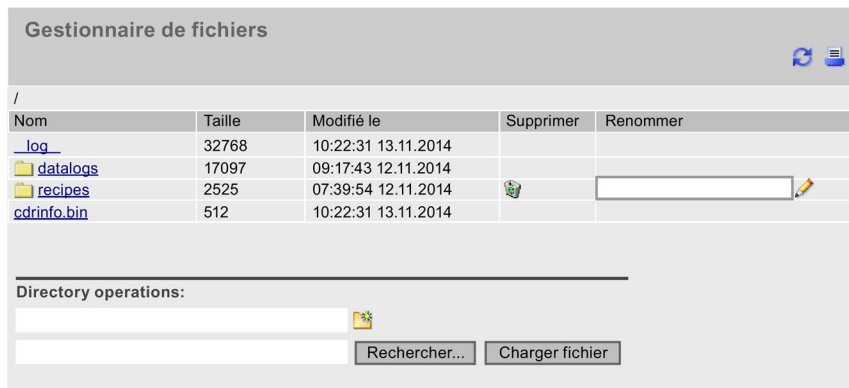 Gestionnaire de fichiers
/
Nom Taille Modifié le Supprimer Renommer
__log__ 32768 10:22:31 13.11.2014
datalogs 17097 09:17:43 12.11.2014
recipes 2525 07:39:54 12.11.2014
cdrinfo.bin 512 10:22:31 13.11.2014
Directory operations:
Rechercher... Charger fichier